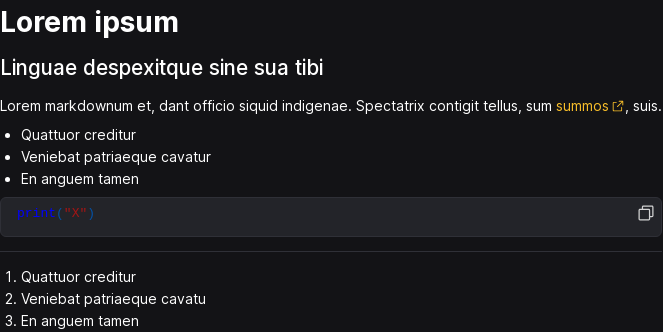 Lorem ipsum
Linguae despexitque sine sua tibi
Lorem markdownum et, dant officio siquid indigenae. Spectatrix contigit tellus, sum summos, suis.
• Quattuor creditur
• Veniebat patriaeque cavatur
• En anguem tamen
print("X")
1. Quattuor creditur
2. Veniebat patriaeque cavatu
3. En anguem tamen